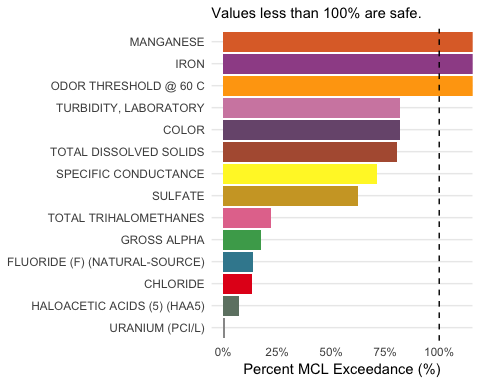 Values less than 100% are safe.
MANGANESE
IRON
ODOR THRESHOLD @ 60 C
TURBIDITY, LABORATORY
COLOR
TOTAL DISSOLVED SOLIDS
SPECIFIC CONDUCTANCE
SULFATE
TOTAL TRIHALOMETHANES
GROSS ALPHA
FLUORIDE (F) (NATURAL-SOURCE)
CHLORIDE
HALOACETIC ACIDS (5) (HAA5)
URANIUM (PCI/L)
0% 25% 50% 75% 100%
Percent MCL Exceedance (%)